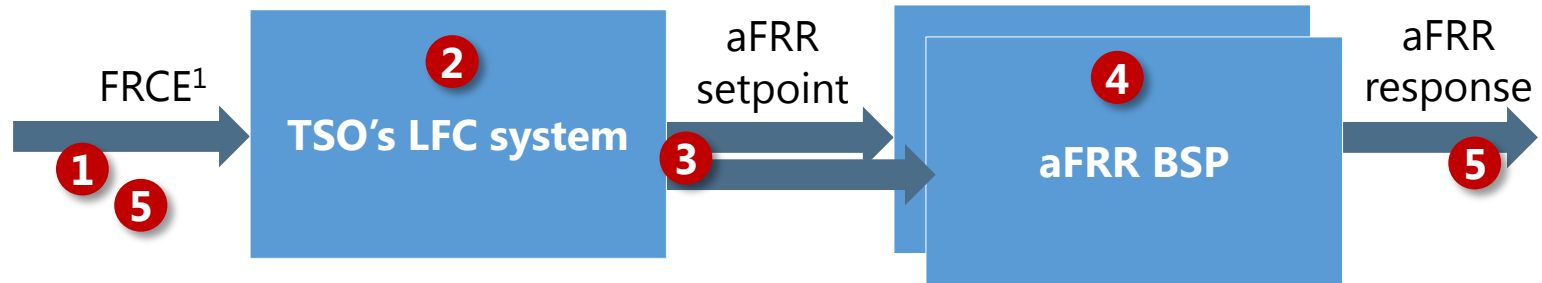 FRCE1
1
5
2
TSO's LFC system
aFRR
setpoint
3
4
aFRR BSP
aFRR
response
5